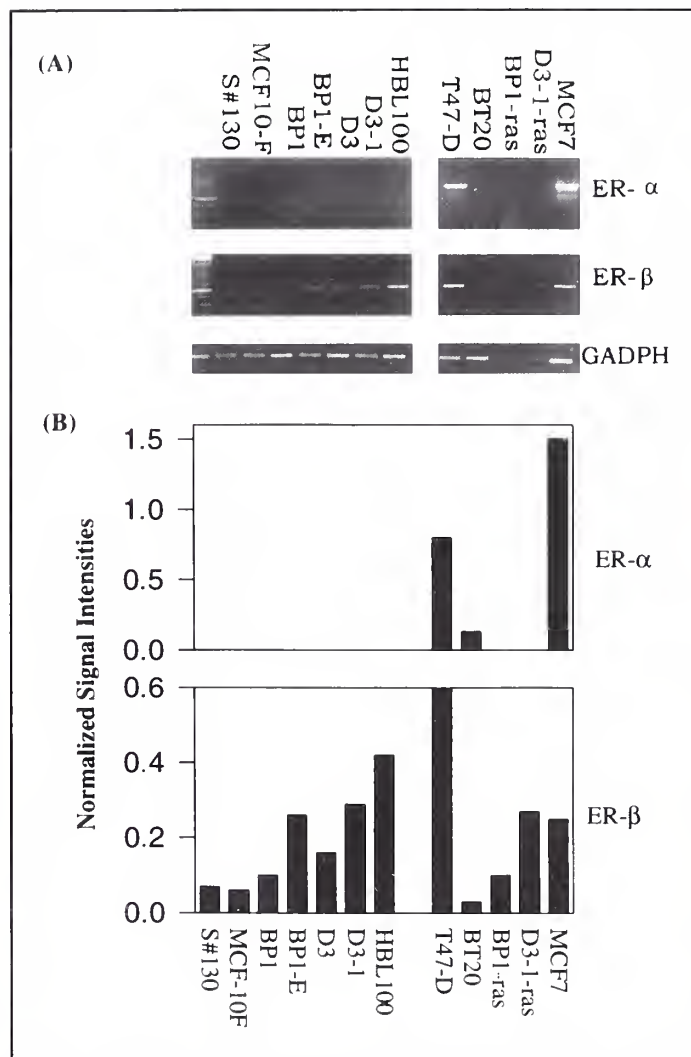 (A)
S#130
MCF10-F
BP1
BP1-E
D3
D3-1
HBL100
T47-D
BT20
BP1-ras
D3-1-ras
MCF7
ER- α
ER-β
GADPH
(B)
Normalized Signal Intensities
1.5
1.0
0.5
0.0
ER-α
0.6
0.4
0.2
0.0
ER-β
S#130
MCF-10F
BP1
BP1-E
D3
D3-1
HBL100
T47-D
BT20
BP1-ras
D3-1-ras
MCF7